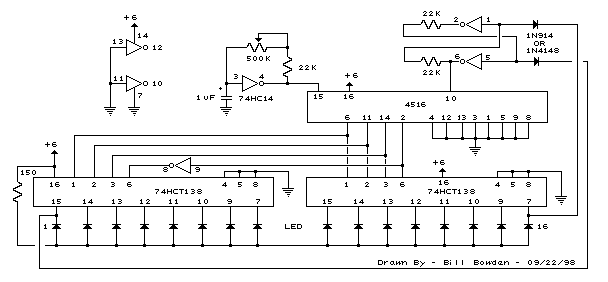 +6
14
13 12
11 10
7
500K
22K
3 4
1uF 74HC14
22K
2 1
1N914
OR
1N4148
6 5
22K
+6
15 16 10
4516
6 11 14 2 4 12 13 3 1 5 9 8
+6
150
8 9
+6
16 1 2 3 6 4 5 8
74HCT138
15 14 13 12 11 10 9 7
1 2 3 6 16 4 5 8
74HCT138
15 14 13 12 11 10 9 7
1 LED 16
Drawn By - Bill Bowden - 09/22/98